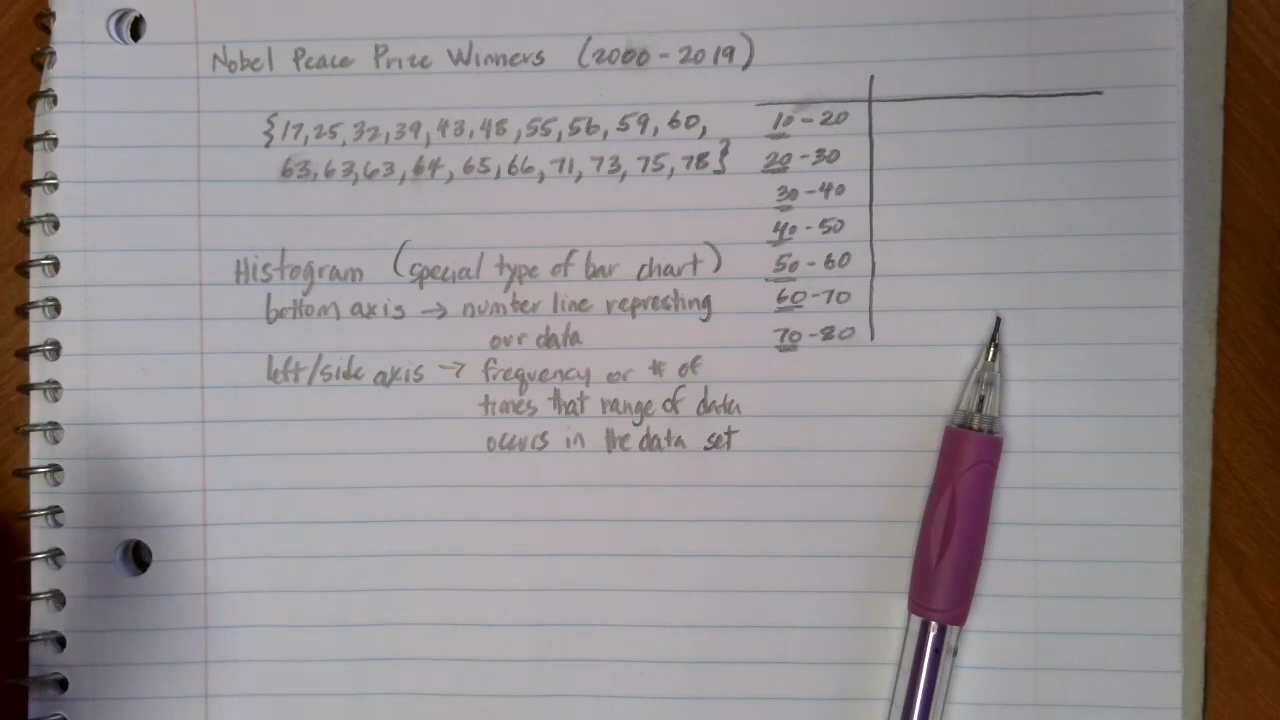 Nobel Peace Prize Winners (2000-2019)
{17, 25, 32, 39, 43, 48, 55, 56, 59, 60,
63, 63, 63, 64, 65, 66, 71, 73, 75, 78}
10-20
20-30
30-40
40-50
50-60
60-70
70-80
Histogram (special type of bar chart)
bottom axis → number line represting
our data
left/side axis → frequency or # of
times that range of data
occurs in the data set